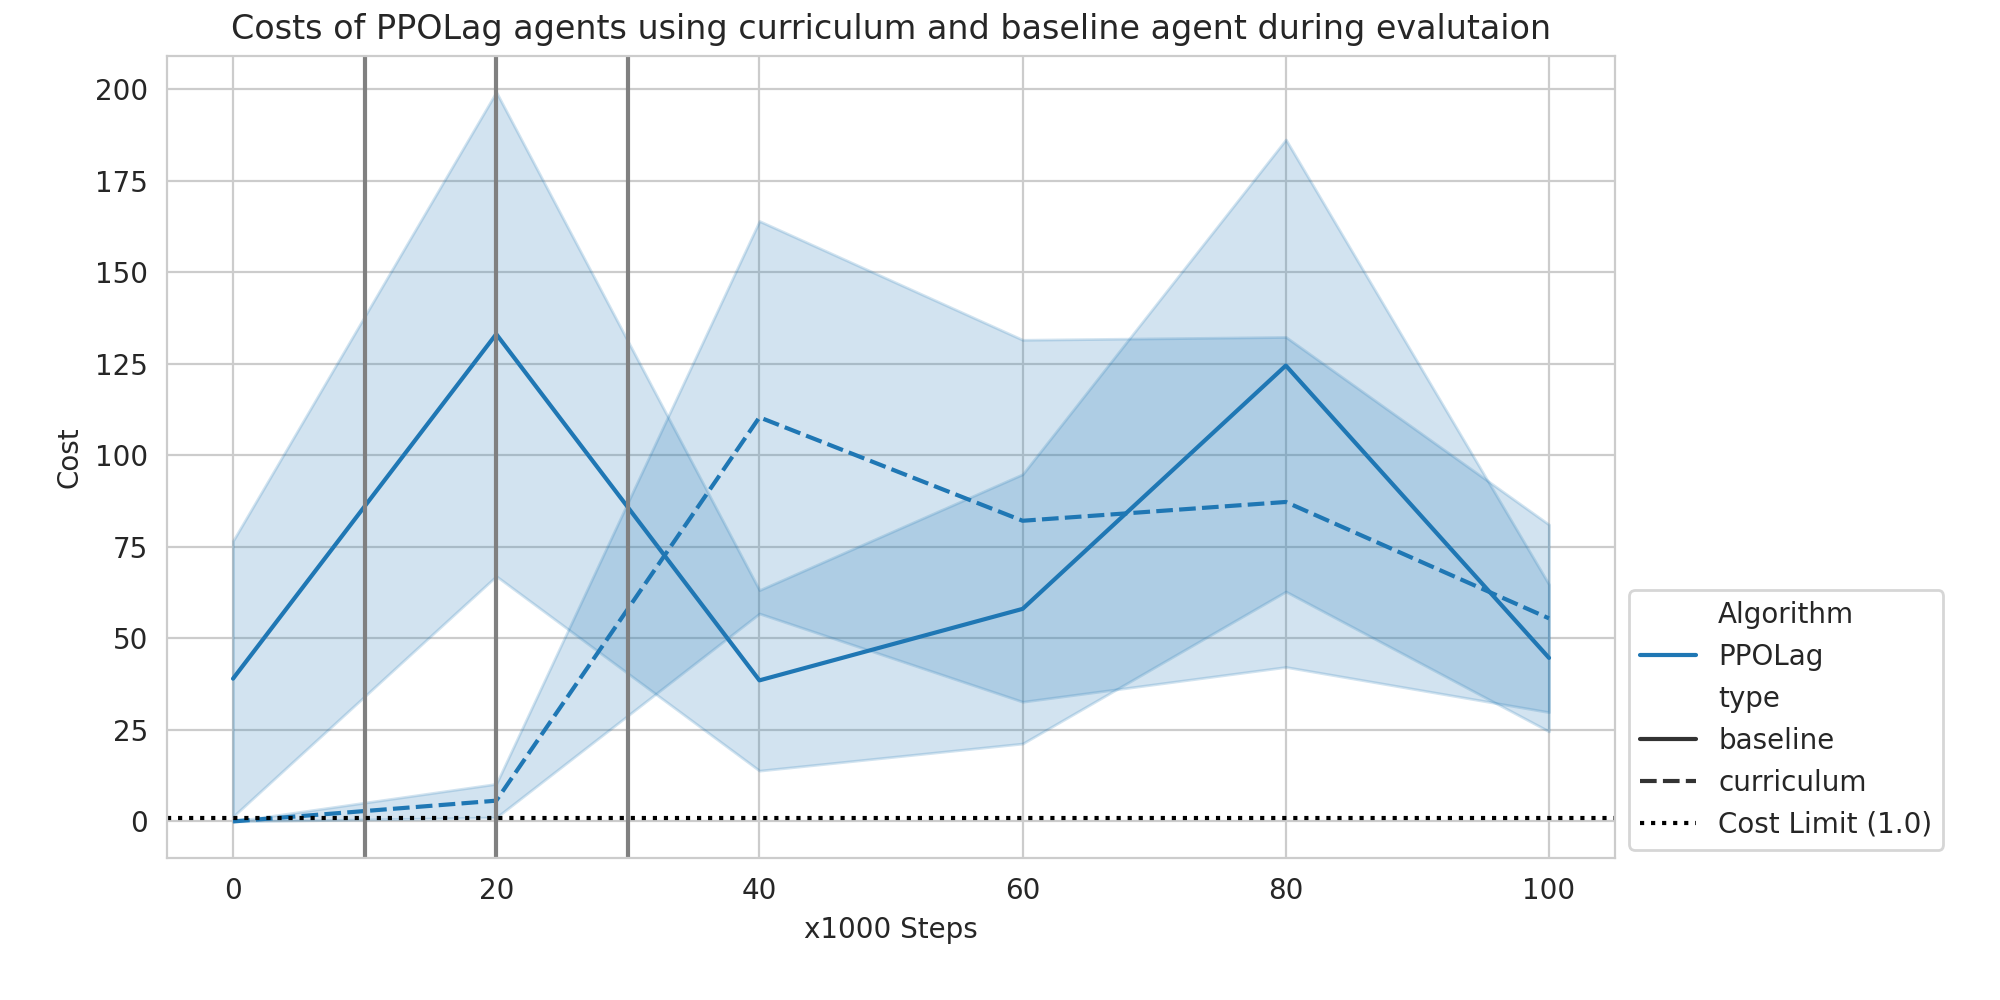 Costs of PPOLag agents using curriculum and baseline agent during evalutaion
200
175
150
125
100
75
50
25
0
Cost
0 20 40 60 80 100
x1000 Steps
Algorithm
PPOLag
type
baseline
curriculum
Cost Limit (1.0)